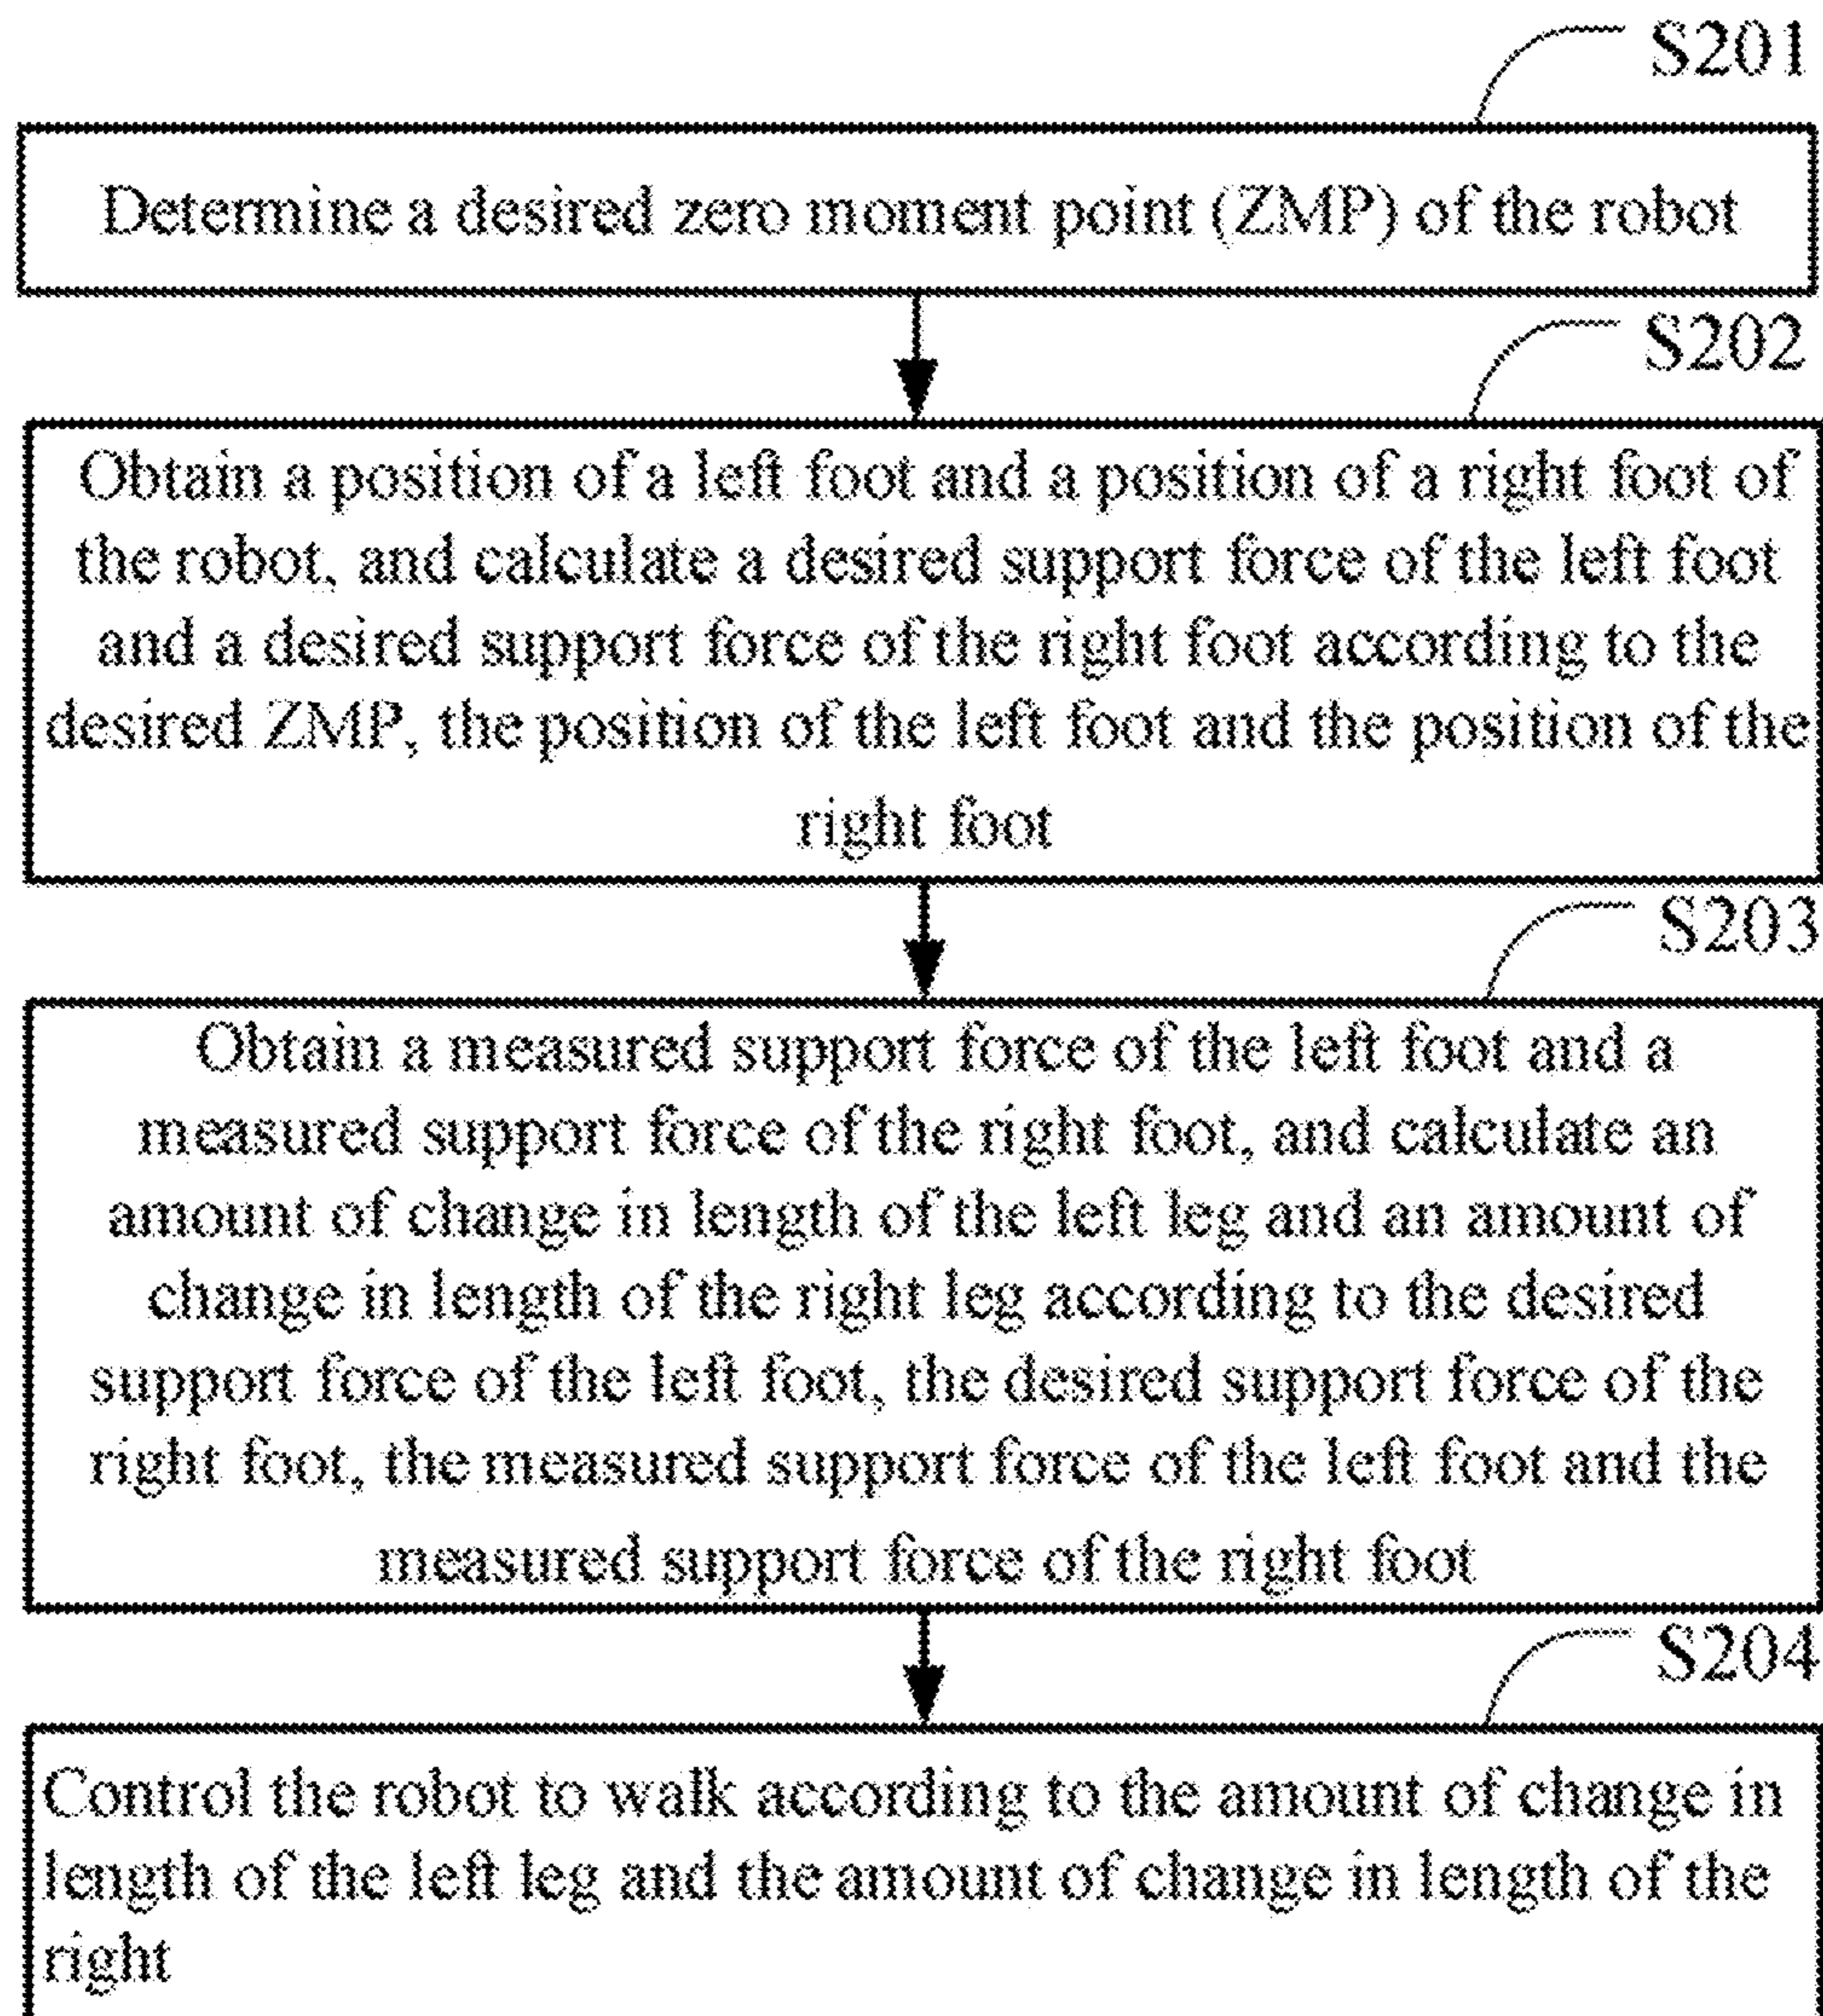 S201
Determine a desired zero moment point (ZMP) of the robot
S202
Obtain a position of a left foot and a position of a right foot of
the robot, and calculate a desired support force of the left foot
and a desired support force of the right foot according to the
desired ZMP, the position of the left foot and the position of the
right foot
S203
Obtain a measured support force of the left foot and a
measured support force of the right foot, and calculate an
amount of change in length of the left leg and an amount of
change in length of the right leg according to the desired
support force of the left foot, the desired support force of the
right foot, the measured support force of the left foot and the
measured support force of the right foot
S204
Control the robot to walk according to the amount of change in
length of the left leg and the amount of change in length of the
right